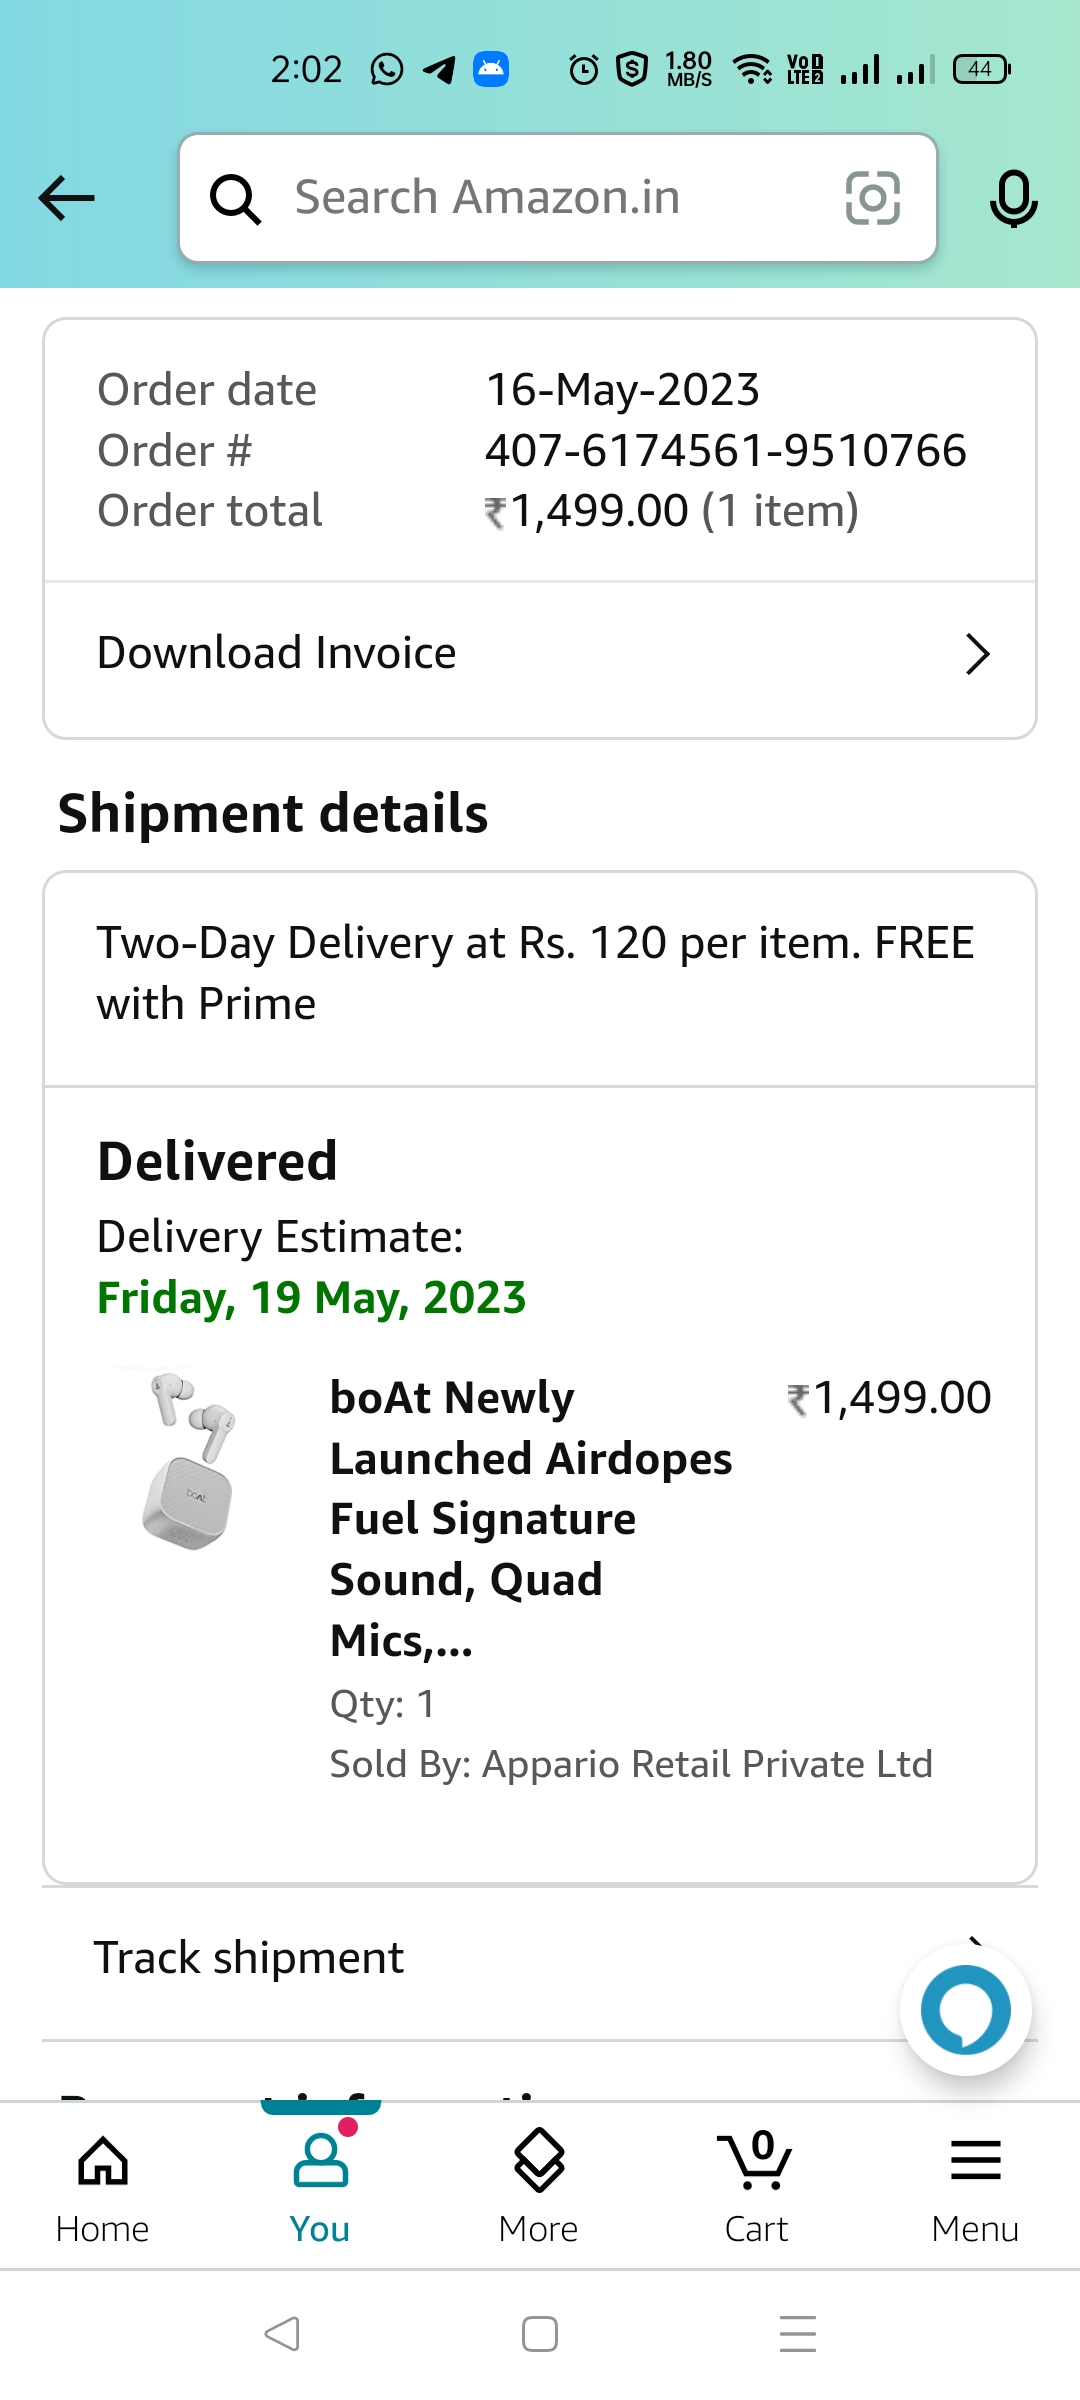 2:02 1.80 MB/S VoD LTE2 44
Search Amazon.in
Order date 16-May-2023
Order # 407-6174561-9510766
Order total ₹1,499.00 (1 item)
Download Invoice
Shipment details
Two-Day Delivery at Rs. 120 per item. FREE
with Prime
Delivered
Delivery Estimate:
Friday, 19 May, 2023
boAt Newly ₹1,499.00
Launched Airdopes
Fuel Signature
Sound, Quad
Mics,...
Qty: 1
Sold By: Appario Retail Private Ltd
boAt
Track shipment
0
Home You More Cart Menu